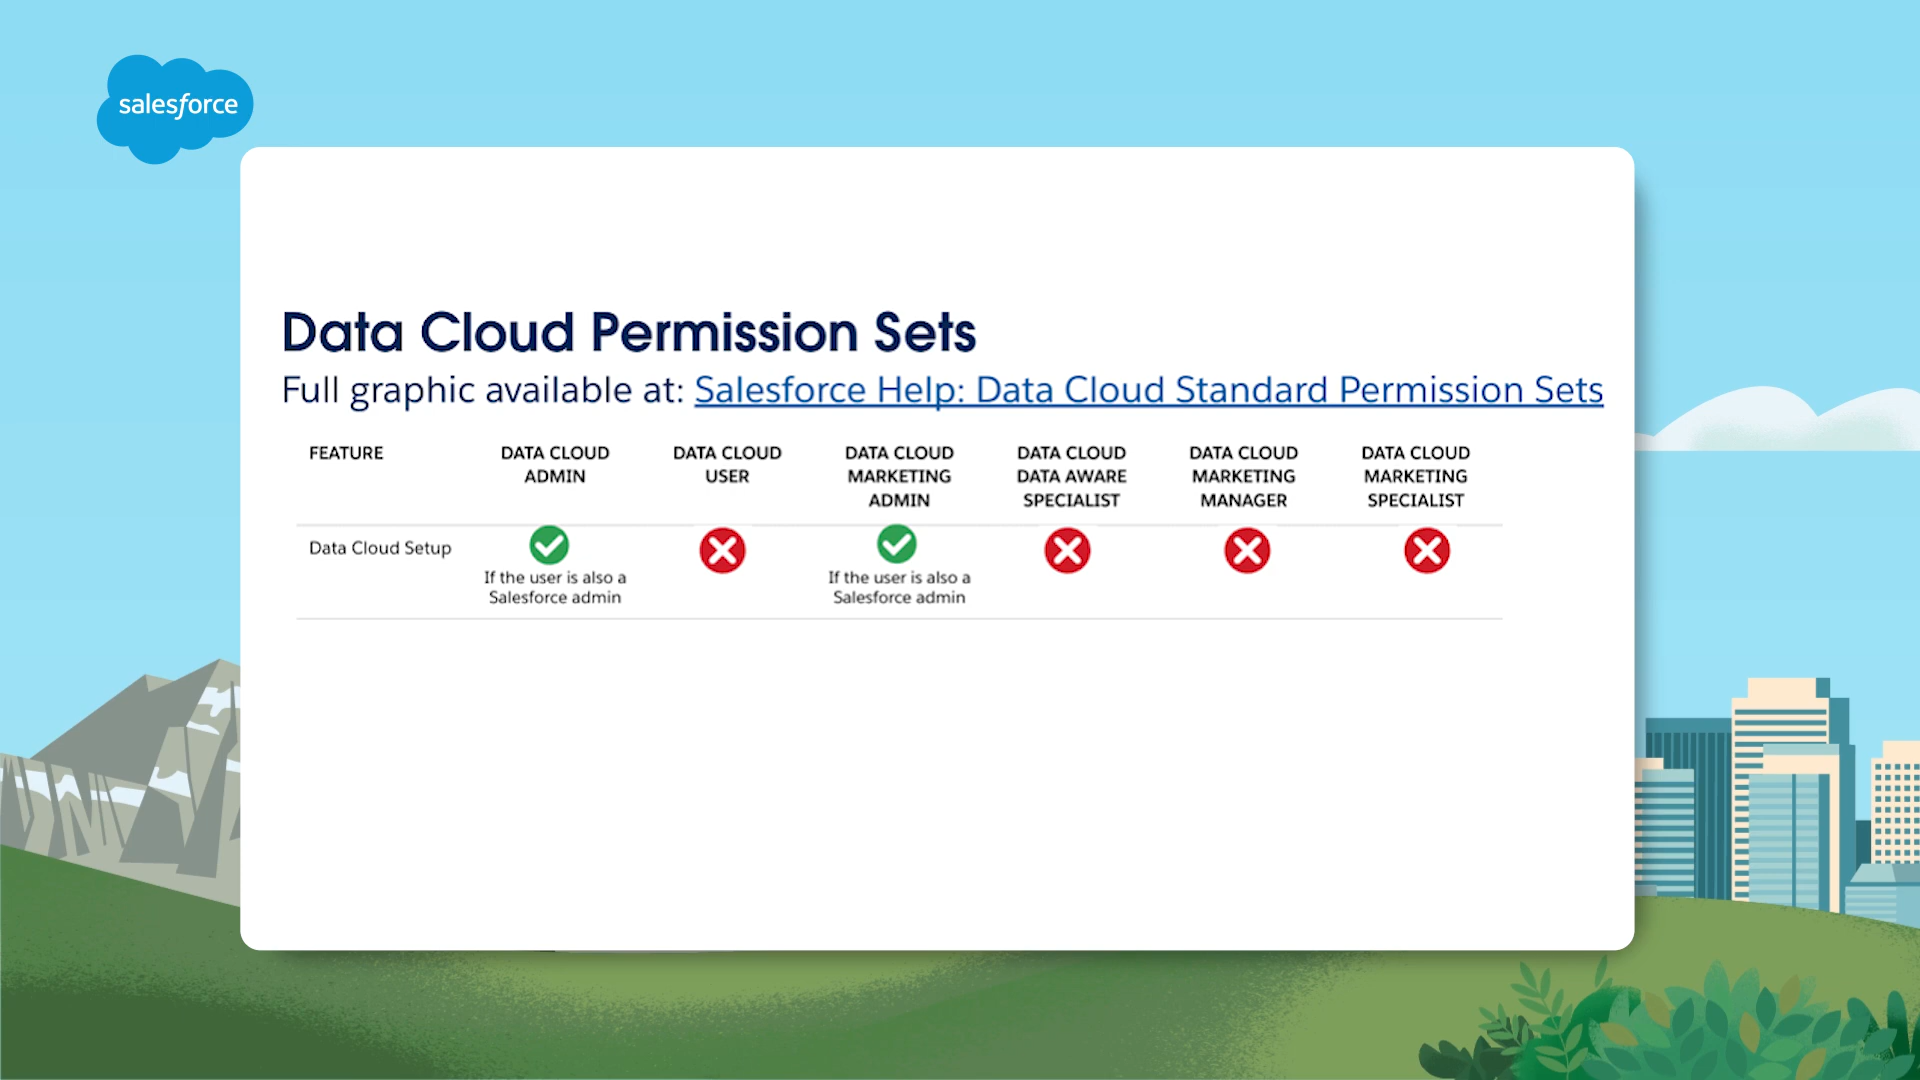 salesforce
Data Cloud Permission Sets
Full graphic available at: Salesforce Help: Data Cloud Standard Permission Sets
FEATURE
DATA CLOUD
ADMIN
DATA CLOUD
USER
DATA CLOUD
MARKETING
ADMIN
DATA CLOUD
DATA AWARE
SPECIALIST
DATA CLOUD
MARKETING
MANAGER
DATA CLOUD
MARKETING
SPECIALIST
Data Cloud Setup
If the user is also a
Salesforce admin
If the user is also a
Salesforce admin